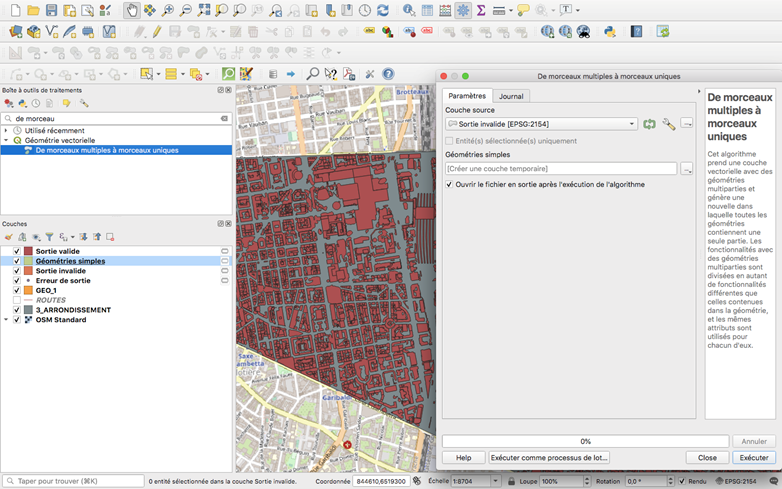 Boîte à outils de traitements
de morceau
Utilisé récemment
Géométrie vectorielle
De morceaux multiples à morceaux uniques
Couches
Sortie valide
Géométries simples
Sortie invalide
Erreur de sortie
GEO_1
ROUTES
3_ARRONDISSEMENT
OSM Standard
Brotteaux
Rue Bugeaud
Rue Vauban
Saxe
Gambetta
Garibaldi
De morceaux multiples à morceaux uniques
Paramètres
Journal
Couche source
Sortie invalide [EPSG:2154]
Entité(s) sélectionnée(s) uniquement
Géométries simples
[Créer une couche temporaire]
Ouvrir le fichier en sortie après l'exécution de l'algorithme
De morceaux
multiples à
morceaux
uniques
Cet algorithme
prend une couche
vectorielle avec des
géométries
multiparties et
génère une
nouvelle dans
laquelle toutes les
géométries
contiennent une
seule partie. Les
fonctionnalités avec
des géométries
multiparties sont
divisées en autant
de fonctionnalités
différentes que
celles contenues
dans la géométrie,
et les mêmes
attributs sont
utilisés pour
chacun d'eux.
0%
Annuler
Help
Exécuter comme processus de lot...
Close
Exécuter
Taper pour trouver (⌘K)
0 entité sélectionnée dans la couche Sortie invalide.
Coordonnée
844610,6519300
Échelle
1:8704
Loupe
100%
Rotation
0,0 °
Rendu
EPSG:2154